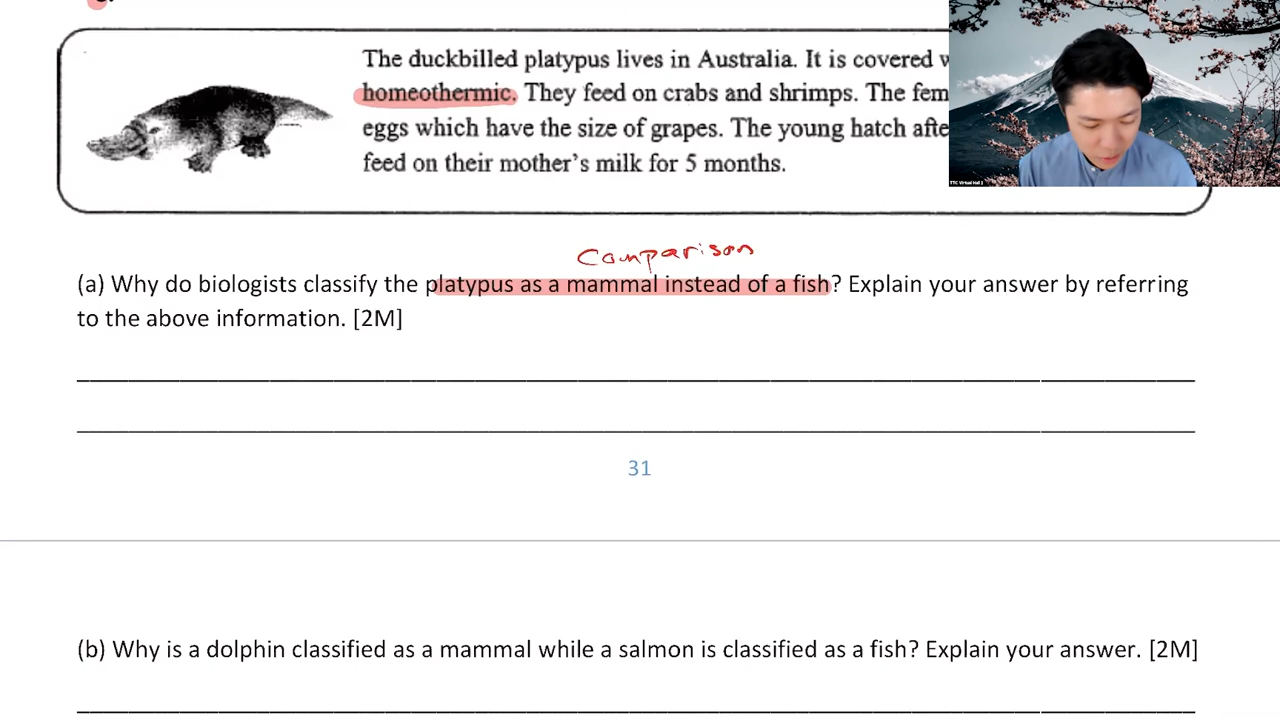 The duckbilled platypus lives in Australia. It is covered
homeothermic. They feed on crabs and shrimps. The
eggs which have the size of grapes. The young hatch
feed on their mother's milk for 5 months.
Comparison
(a) Why do biologists classify the platypus as a mammal instead of a fish? Explain your answer by referring
to the above information. [2M]
31
(b) Why is a dolphin classified as a mammal while a salmon is classified as a fish? Explain your answer. [2M]